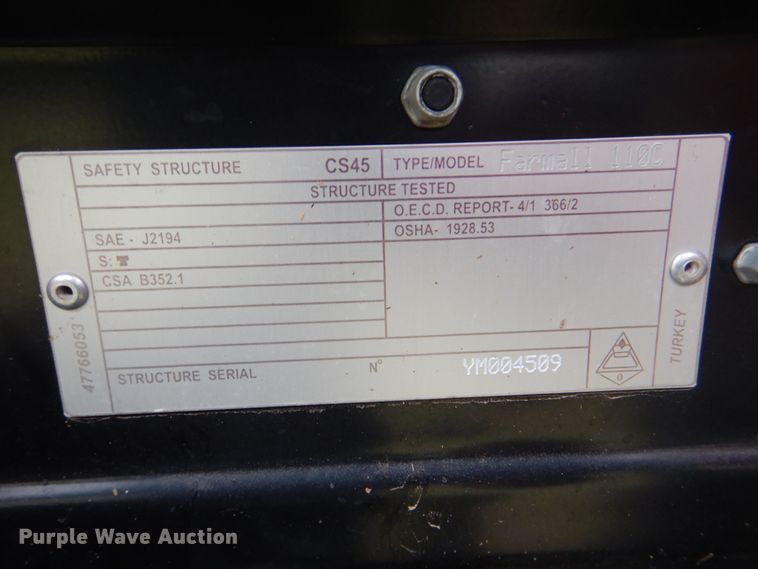 SAFETY STRUCTURE CS45 TYPE/MODEL Farmall 110C
STRUCTURE TESTED
O.E.C.D. REPORT- 4/1 366/2
SAE - J2194
OSHA- 1928.53
S:
CSA B352.1
STRUCTURE SERIAL N° YM004509
0
47766053
TURKEY
Purple Wave Auction